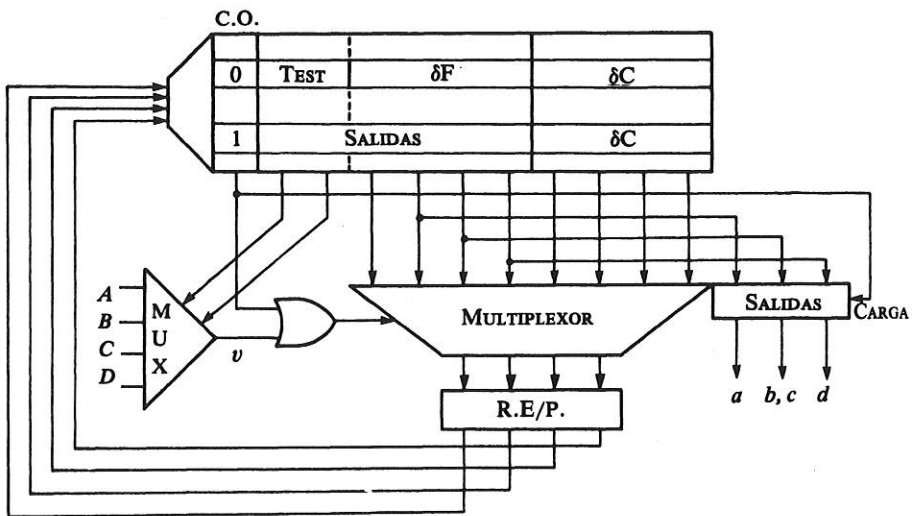 C.O.
0 TEST δF δC
1 SALIDAS δC
A
B
C
D
M
U
X
v
MULTIPLEXOR
SALIDAS
CARGA
R.E/P.
a b, c d